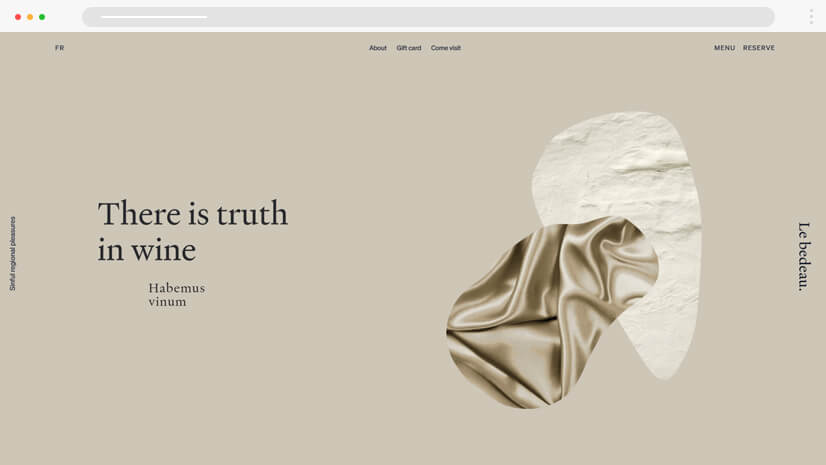 FR
About
Gift card
Come visit
MENU
RESERVE
There is truth
in wine
Habemus
vinum
Sinful regional pleasures
Le bedeau.